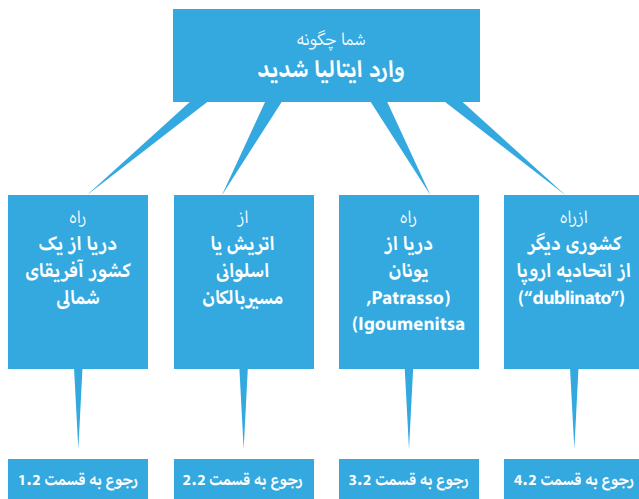 شما چگونه
وارد ایتالیا شدید
ازراه
کشوری دیگر
از اتحادیه اروپا
("dublinato")
راه
دریا از
یونان
(Patrasso,
Igoumenitsa)
از
اتریش یا
اسلوانی
مسیربالکان
راه
دریا از یک
کشور آفریقای
شمالی
رجوع به قسمت 4.2
رجوع به قسمت 3.2
رجوع به قسمت 2.2
رجوع به قسمت 1.2